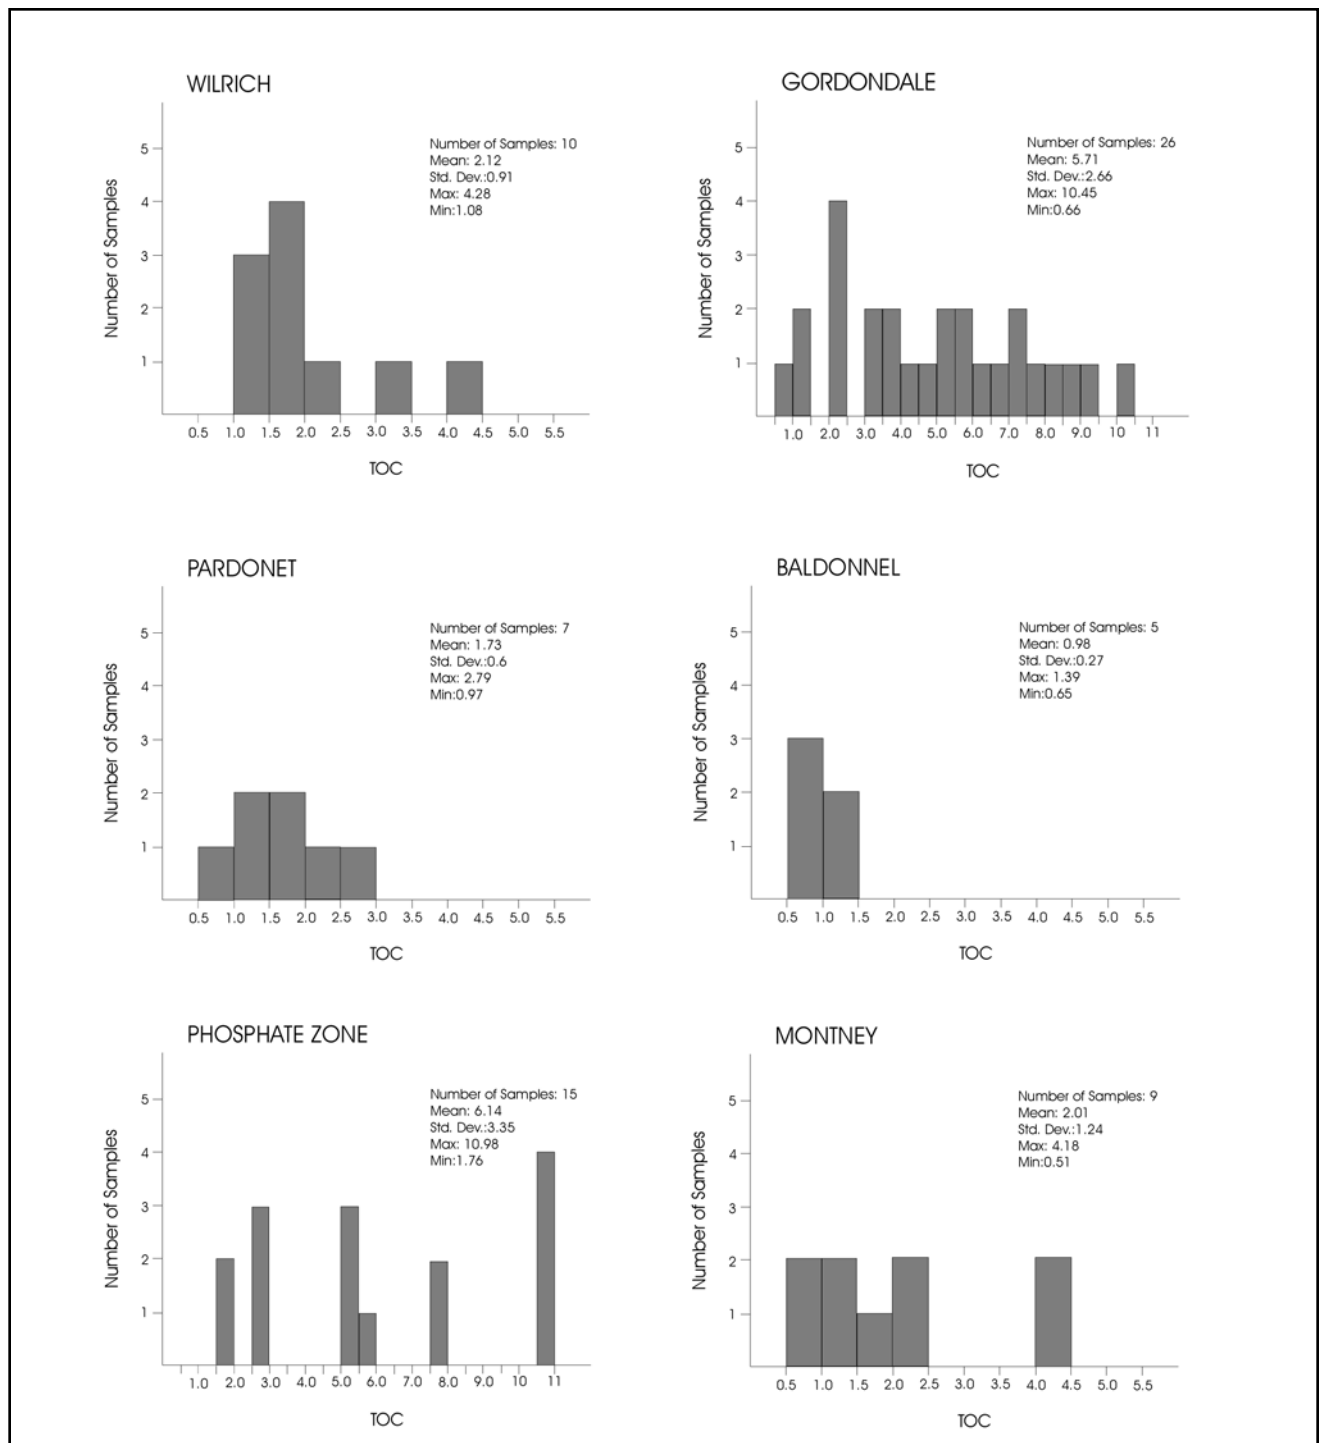 WILRICH
Number of Samples: 10
Mean: 2.12
Std. Dev.:0.91
Max: 4.28
Min:1.08
Number of Samples
5
4
3
2
1
0.5 1.0 1.5 2.0 2.5 3.0 3.5 4.0 4.5 5.0 5.5
TOC
GORDONDALE
Number of Samples: 26
Mean: 5.71
Std. Dev.:2.66
Max: 10.45
Min:0.66
Number of Samples
5
4
3
2
1
1.0 2.0 3.0 4.0 5.0 6.0 7.0 8.0 9.0 10 11
TOC
PARDONET
Number of Samples: 7
Mean: 1.73
Std. Dev.:0.6
Max: 2.79
Min:0.97
Number of Samples
5
4
3
2
1
0.5 1.0 1.5 2.0 2.5 3.0 3.5 4.0 4.5 5.0 5.5
TOC
BALDONNEL
Number of Samples: 5
Mean: 0.98
Std. Dev.:0.27
Max: 1.39
Min:0.65
Number of Samples
5
4
3
2
1
0.5 1.0 1.5 2.0 2.5 3.0 3.5 4.0 4.5 5.0 5.5
TOC
PHOSPHATE ZONE
Number of Samples: 15
Mean: 6.14
Std. Dev.:3.35
Max: 10.98
Min:1.76
Number of Samples
5
4
3
2
1
1.0 2.0 3.0 4.0 5.0 6.0 7.0 8.0 9.0 10 11
TOC
MONTNEY
Number of Samples: 9
Mean: 2.01
Std. Dev.:1.24
Max: 4.18
Min:0.51
Number of Samples
5
4
3
2
1
0.5 1.0 1.5 2.0 2.5 3.0 3.5 4.0 4.5 5.0 5.5
TOC